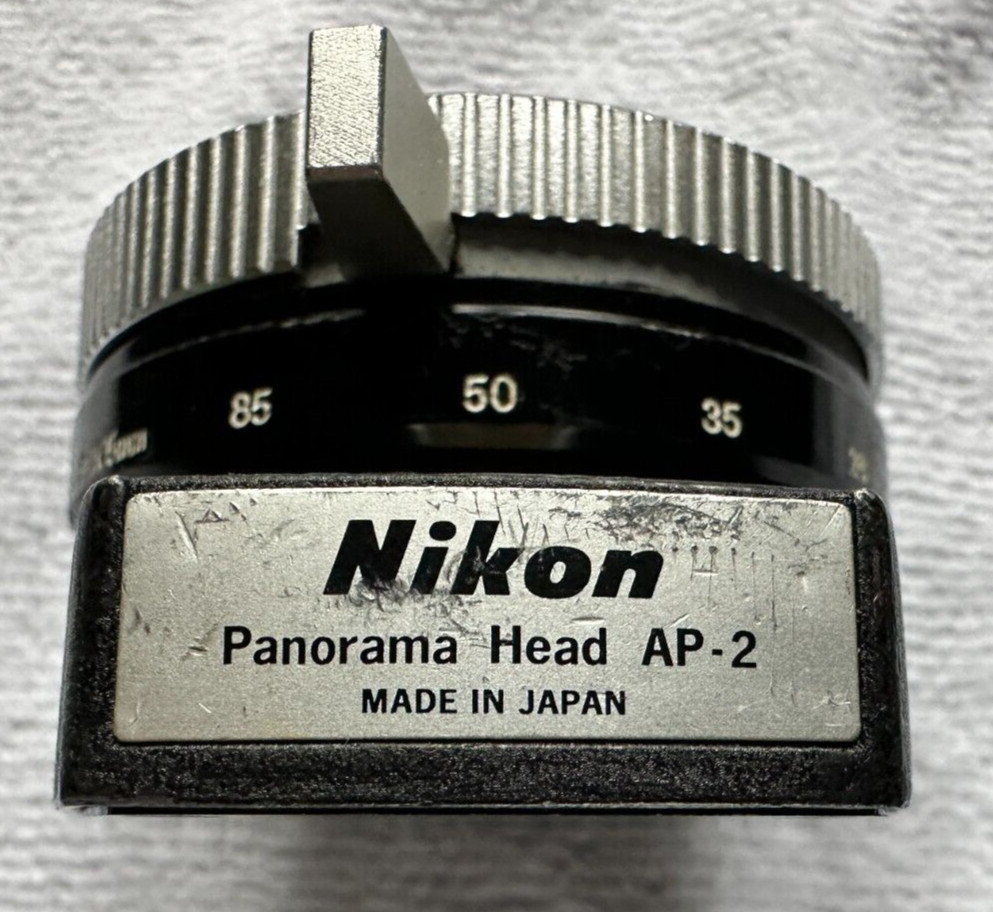 85 50 35
Nikon
Panorama Head AP-2
MADE IN JAPAN